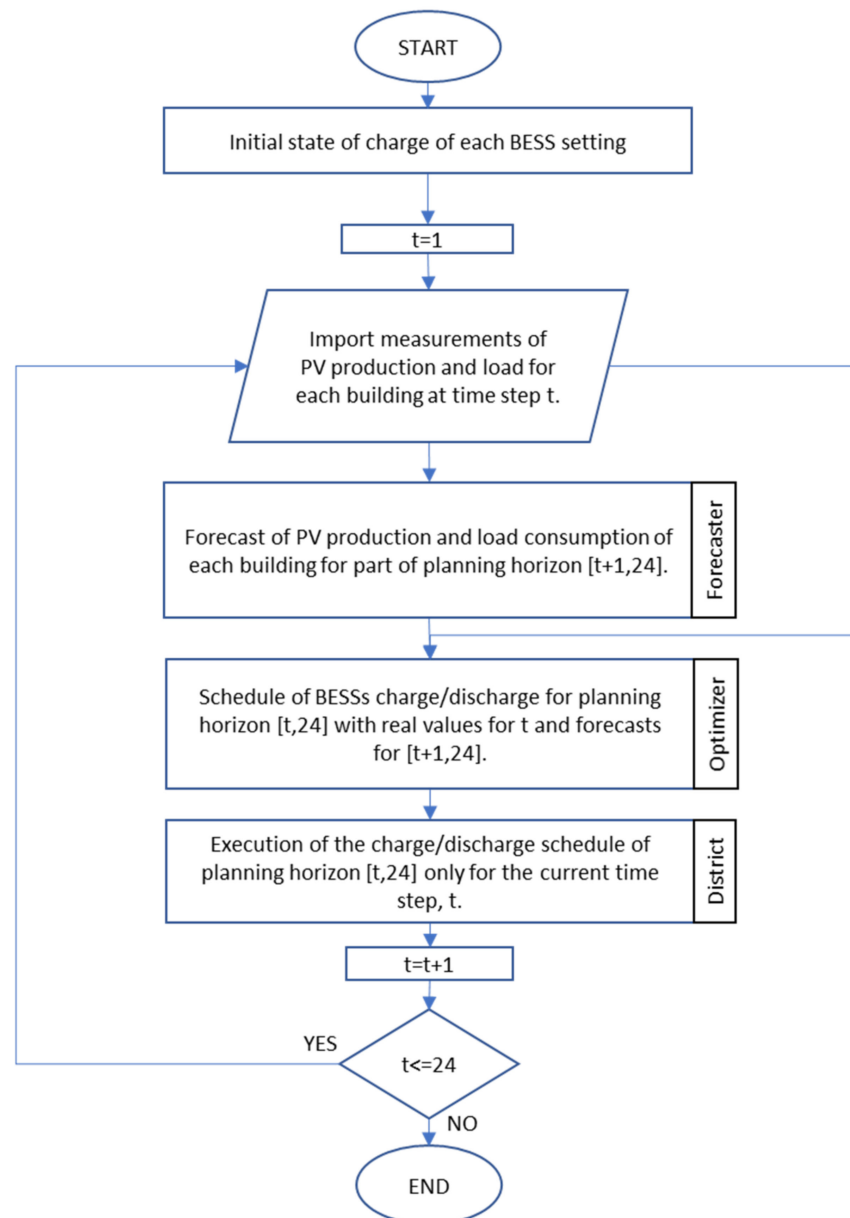 START
Initial state of charge of each BESS setting
t=1
Import measurements of
PV production and load for
each building at time step t.
Forecast of PV production and load consumption of
each building for part of planning horizon [t+1,24].
Forecaster
Schedule of BESSs charge/discharge for planning
horizon [t,24] with real values for t and forecasts
for [t+1,24].
Optimizer
Execution of the charge/discharge schedule of
planning horizon [t,24] only for the current time
step, t.
District
t=t+1
YES
t<=24
NO
END